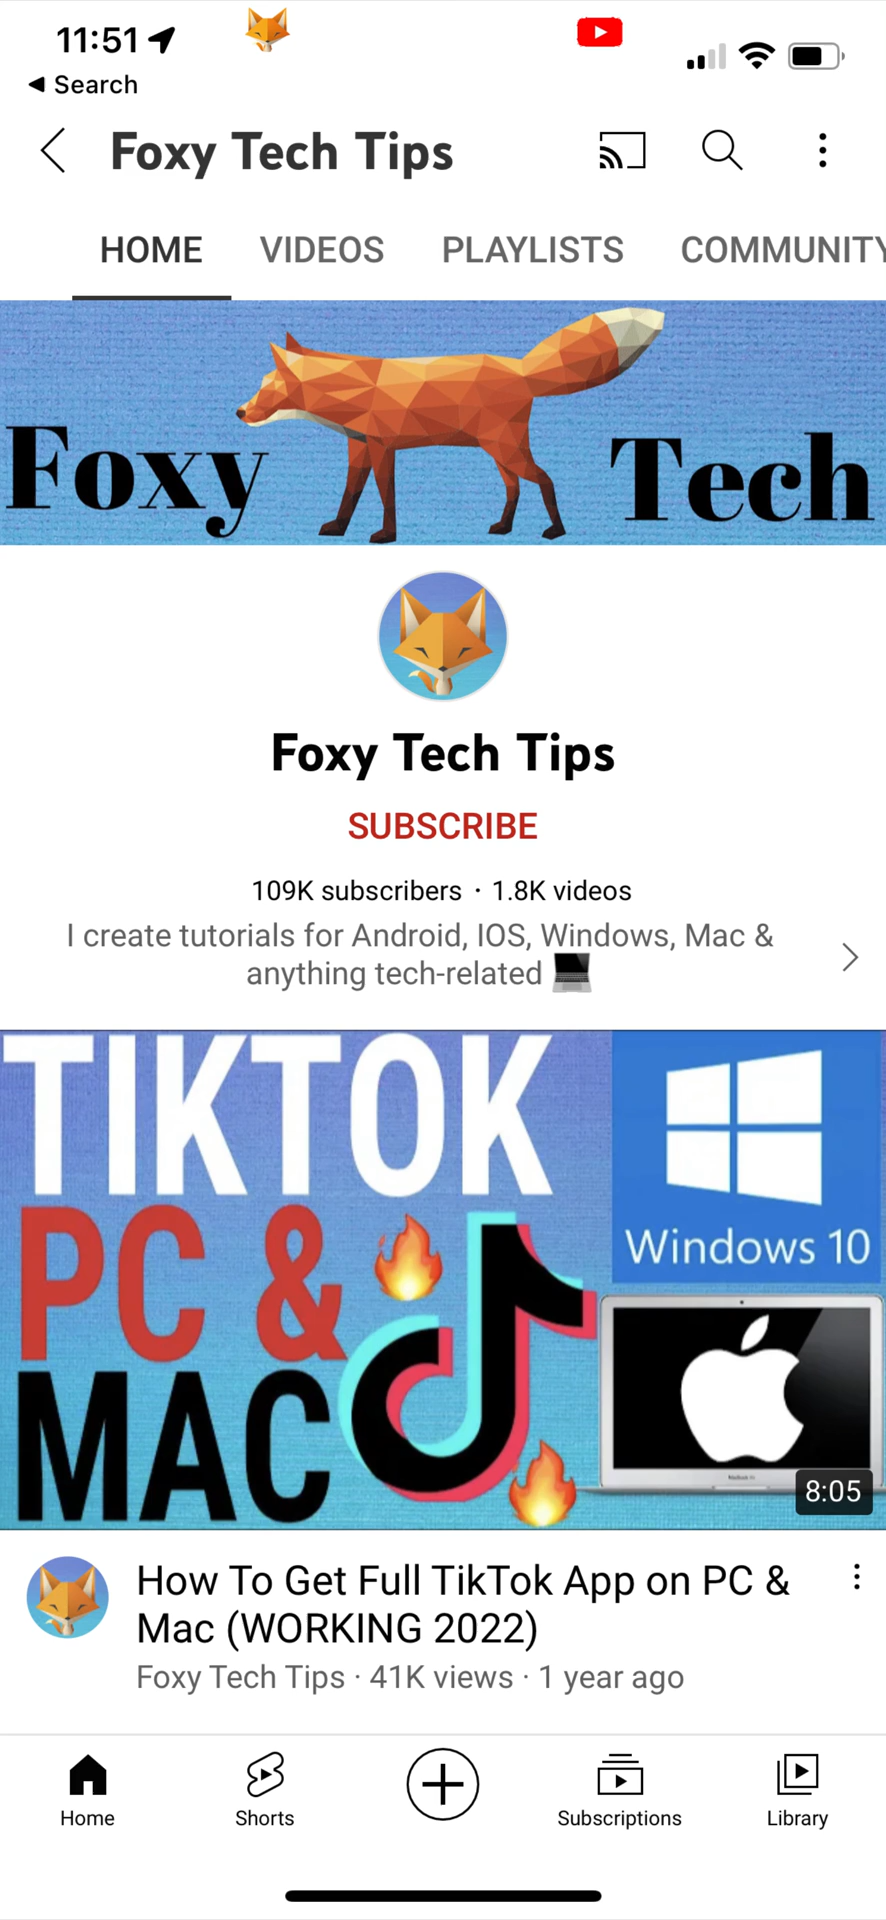 11:51
Search
Foxy Tech Tips
HOME VIDEOS PLAYLISTS COMMUNITY
Foxy Tech
Foxy Tech Tips
SUBSCRIBE
109K subscribers · 1.8K videos
I create tutorials for Android, IOS, Windows, Mac &
anything tech-related
TIKTOK
PC &
MAC
Windows 10
8:05
How To Get Full TikTok App on PC &
Mac (WORKING 2022)
Foxy Tech Tips · 41K views · 1 year ago
Home Shorts Subscriptions Library